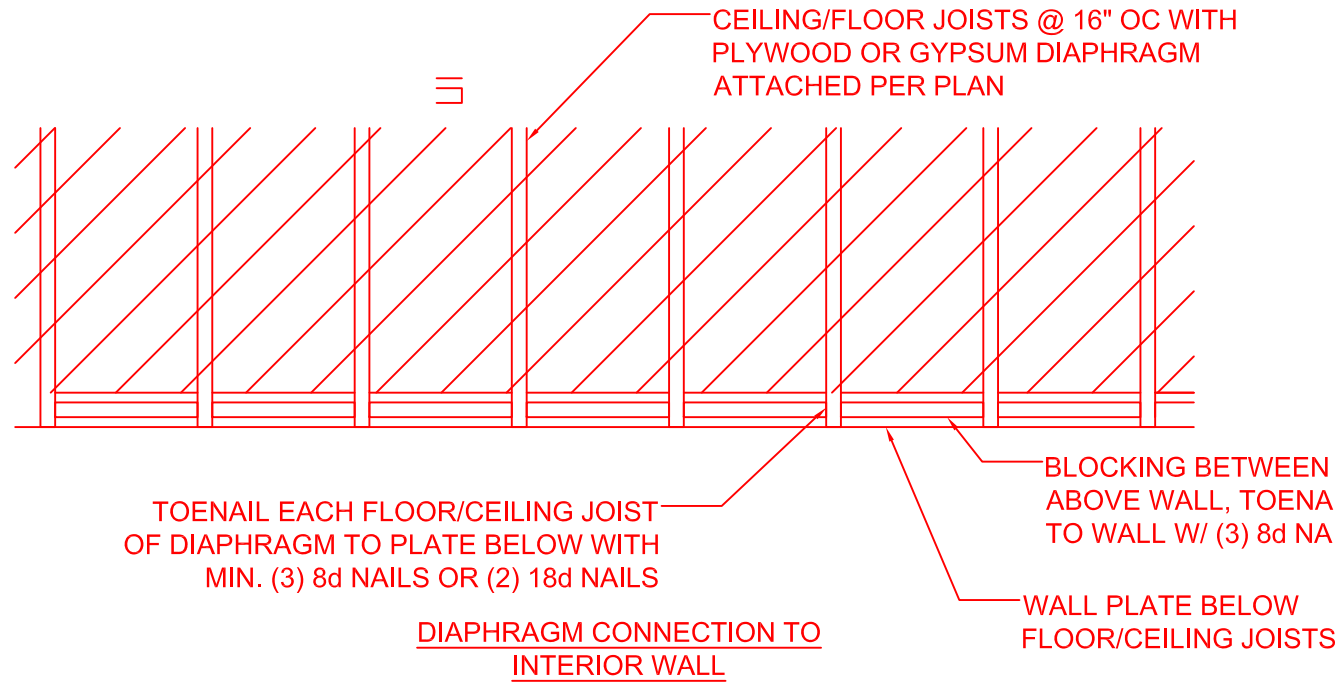 CEILING/FLOOR JOISTS @ 16" OC WITH
PLYWOOD OR GYPSUM DIAPHRAGM
ATTACHED PER PLAN
TOENAIL EACH FLOOR/CEILING JOIST
OF DIAPHRAGM TO PLATE BELOW WITH
MIN. (3) 8d NAILS OR (2) 18d NAILS
BLOCKING BETWEEN
ABOVE WALL, TOENA
TO WALL W/ (3) 8d NA
WALL PLATE BELOW
FLOOR/CEILING JOISTS
DIAPHRAGM CONNECTION TO
INTERIOR WALL